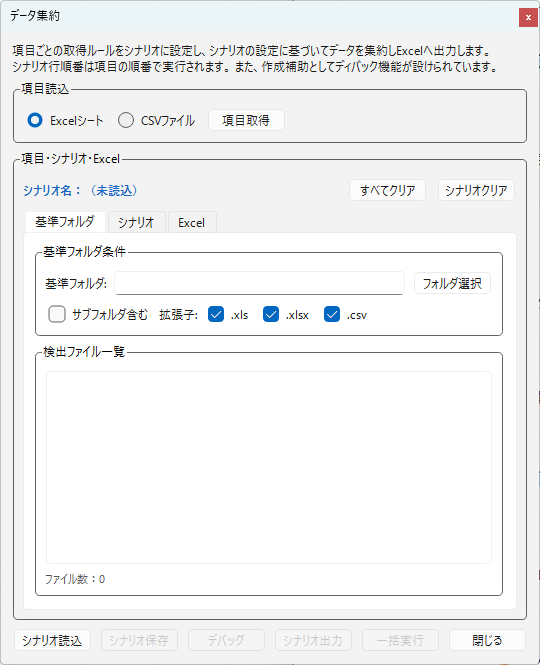 データ集約
項目ごとの取得ルールをシナリオに設定し、シナリオの設定に基づいてデータを集約しExcelへ出力します。
シナリオ行順番は項目の順番で実行されます。また、作成補助としてディバック機能が設けられています。
項目読込
Excelシート CSVファイル 項目取得
項目・シナリオ・Excel
シナリオ名：（未読込） すべてクリア シナリオクリア
基準フォルダ シナリオ Excel
基準フォルダ条件
基準フォルダ: フォルダ選択
サブフォルダ含む 拡張子: .xls .xlsx .csv
検出ファイル一覧
ファイル数：0
シナリオ読込 シナリオ保存 デバッグ シナリオ出力 一括実行 閉じる